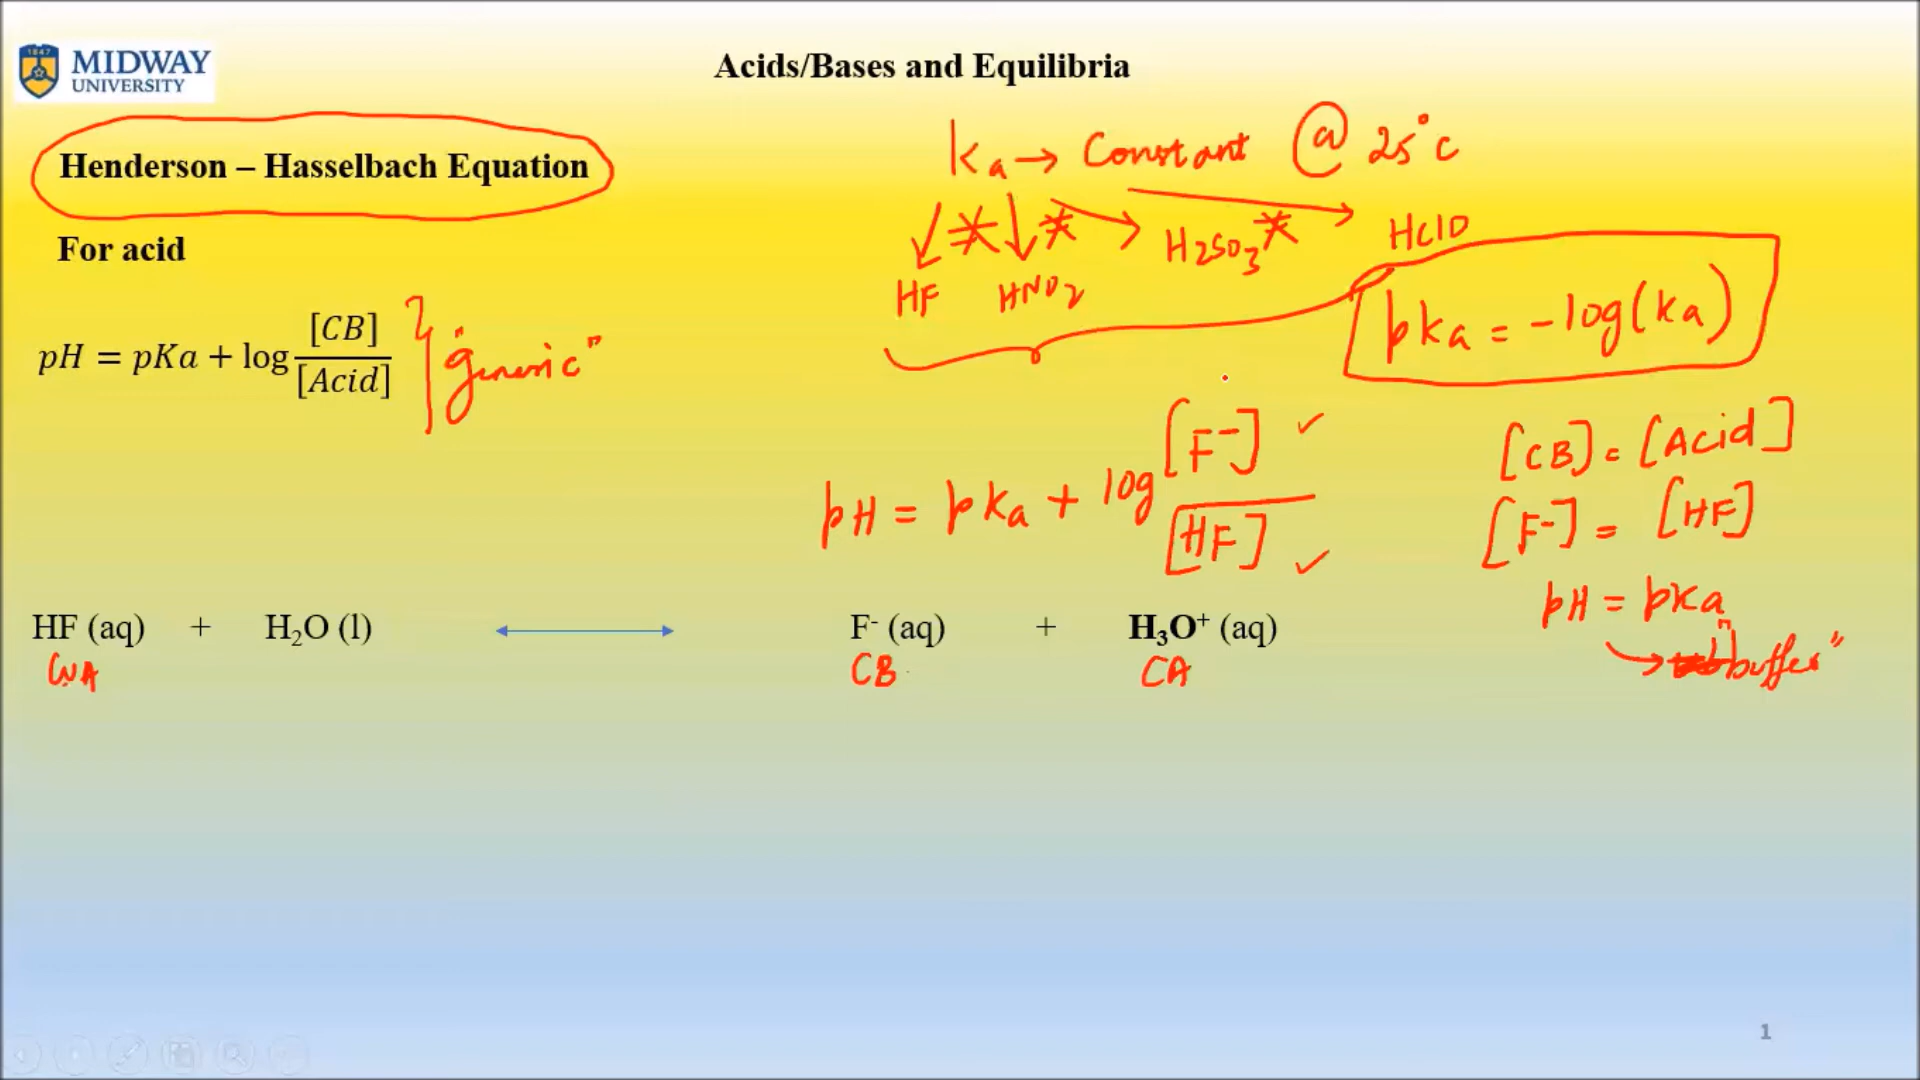 MIDWAY
UNIVERSITY
1847
Acids/Bases and Equilibria
Henderson – Hasselbach Equation
For acid
pH = pKa + log [CB]/[Acid]
"generic"
Ka → Constant @ 25°C
HF HNO2 H2SO3 HClO
pKa = -log(Ka)
pH = pKa + log [F-]/[HF]
[CB] = [Acid]
[F-] = [HF]
pH = pKa
"buffer"
HF (aq) + H2O (l) F- (aq) + H3O+ (aq)
WA CB CA
1